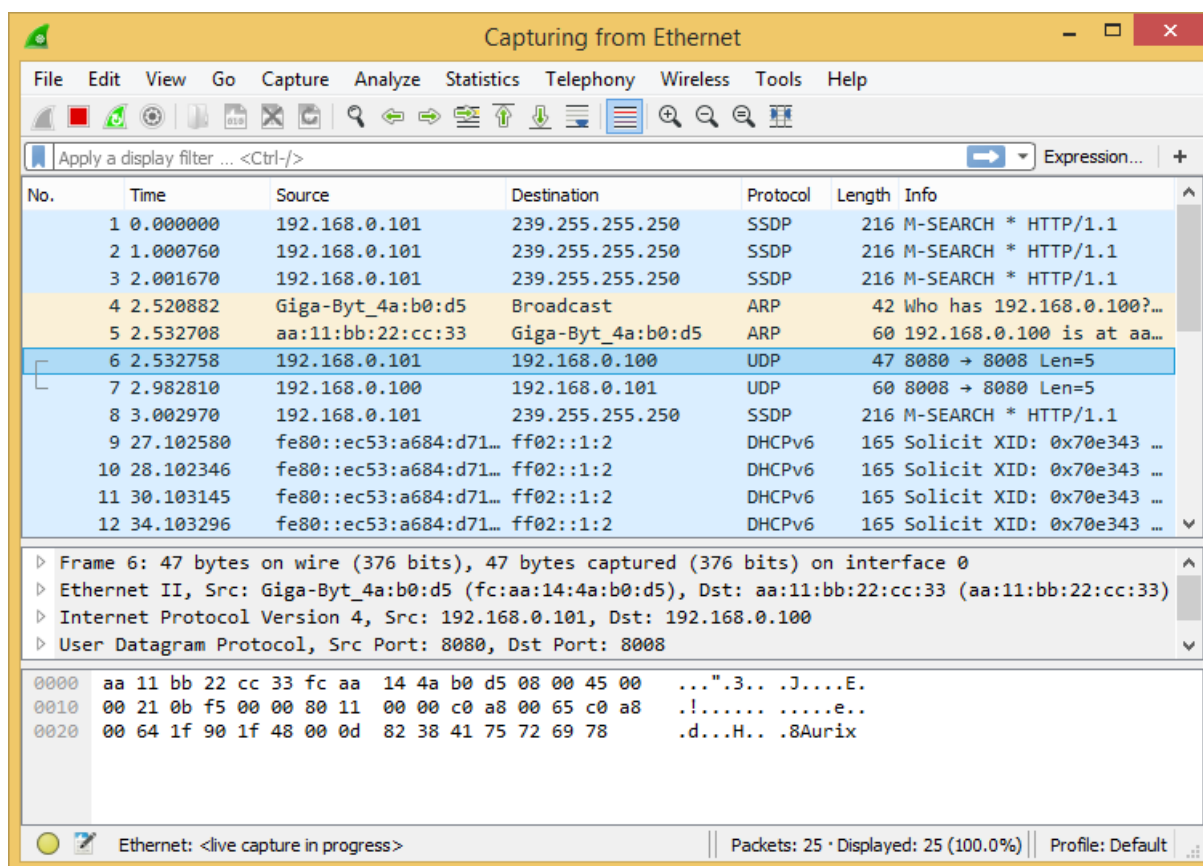 Capturing from Ethernet
File Edit View Go Capture Analyze Statistics Telephony Wireless Tools Help
Apply a display filter ... <Ctrl-/> Expression... +
No. Time Source Destination Protocol Length Info
1 0.000000 192.168.0.101 239.255.255.250 SSDP 216 M-SEARCH * HTTP/1.1
2 1.000760 192.168.0.101 239.255.255.250 SSDP 216 M-SEARCH * HTTP/1.1
3 2.001670 192.168.0.101 239.255.255.250 SSDP 216 M-SEARCH * HTTP/1.1
4 2.520882 Giga-Byt_4a:b0:d5 Broadcast ARP 42 Who has 192.168.0.100?…
5 2.532708 aa:11:bb:22:cc:33 Giga-Byt_4a:b0:d5 ARP 60 192.168.0.100 is at aa…
6 2.532758 192.168.0.101 192.168.0.100 UDP 47 8080 → 8008 Len=5
7 2.982810 192.168.0.100 192.168.0.101 UDP 60 8008 → 8080 Len=5
8 3.002970 192.168.0.101 239.255.255.250 SSDP 216 M-SEARCH * HTTP/1.1
9 27.102580 fe80::ec53:a684:d71… ff02::1:2 DHCPv6 165 Solicit XID: 0x70e343 …
10 28.102346 fe80::ec53:a684:d71… ff02::1:2 DHCPv6 165 Solicit XID: 0x70e343 …
11 30.103145 fe80::ec53:a684:d71… ff02::1:2 DHCPv6 165 Solicit XID: 0x70e343 …
12 34.103296 fe80::ec53:a684:d71… ff02::1:2 DHCPv6 165 Solicit XID: 0x70e343 …
Frame 6: 47 bytes on wire (376 bits), 47 bytes captured (376 bits) on interface 0
Ethernet II, Src: Giga-Byt_4a:b0:d5 (fc:aa:14:4a:b0:d5), Dst: aa:11:bb:22:cc:33 (aa:11:bb:22:cc:33)
Internet Protocol Version 4, Src: 192.168.0.101, Dst: 192.168.0.100
User Datagram Protocol, Src Port: 8080, Dst Port: 8008
0000 aa 11 bb 22 cc 33 fc aa 14 4a b0 d5 08 00 45 00 ...".3.. .J....E.
0010 00 21 0b f5 00 00 80 11 00 00 c0 a8 00 65 c0 a8 .!...... .....e..
0020 00 64 1f 90 1f 48 00 0d 82 38 41 75 72 69 78 .d...H.. .8Aurix
Ethernet: <live capture in progress> Packets: 25 · Displayed: 25 (100.0%) Profile: Default